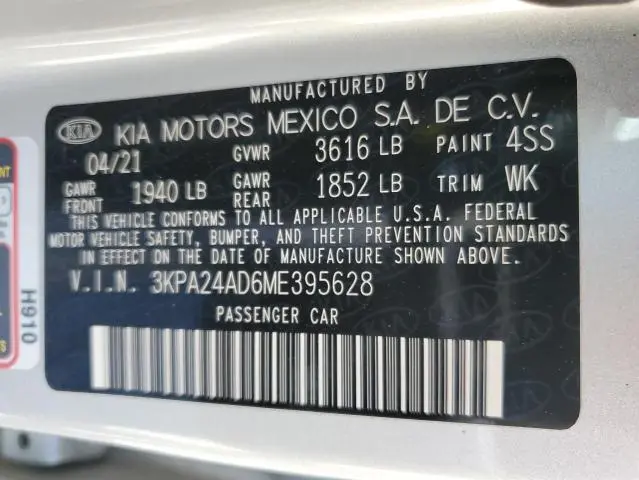 MANUFACTURED BY
KIA KIA MOTORS MEXICO S.A. DE C.V.
04/21 GVWR 3616 LB PAINT 4SS
GAWR FRONT 1940 LB GAWR REAR 1852 LB TRIM WK
THIS VEHICLE CONFORMS TO ALL APPLICABLE U.S.A. FEDERAL
MOTOR VEHICLE SAFETY, BUMPER, AND THEFT PREVENTION STANDARDS
IN EFFECT ON THE DATE OF MANUFACTURE SHOWN ABOVE.
V.I.N. 3KPA24AD6ME395628
PASSENGER CAR
H910